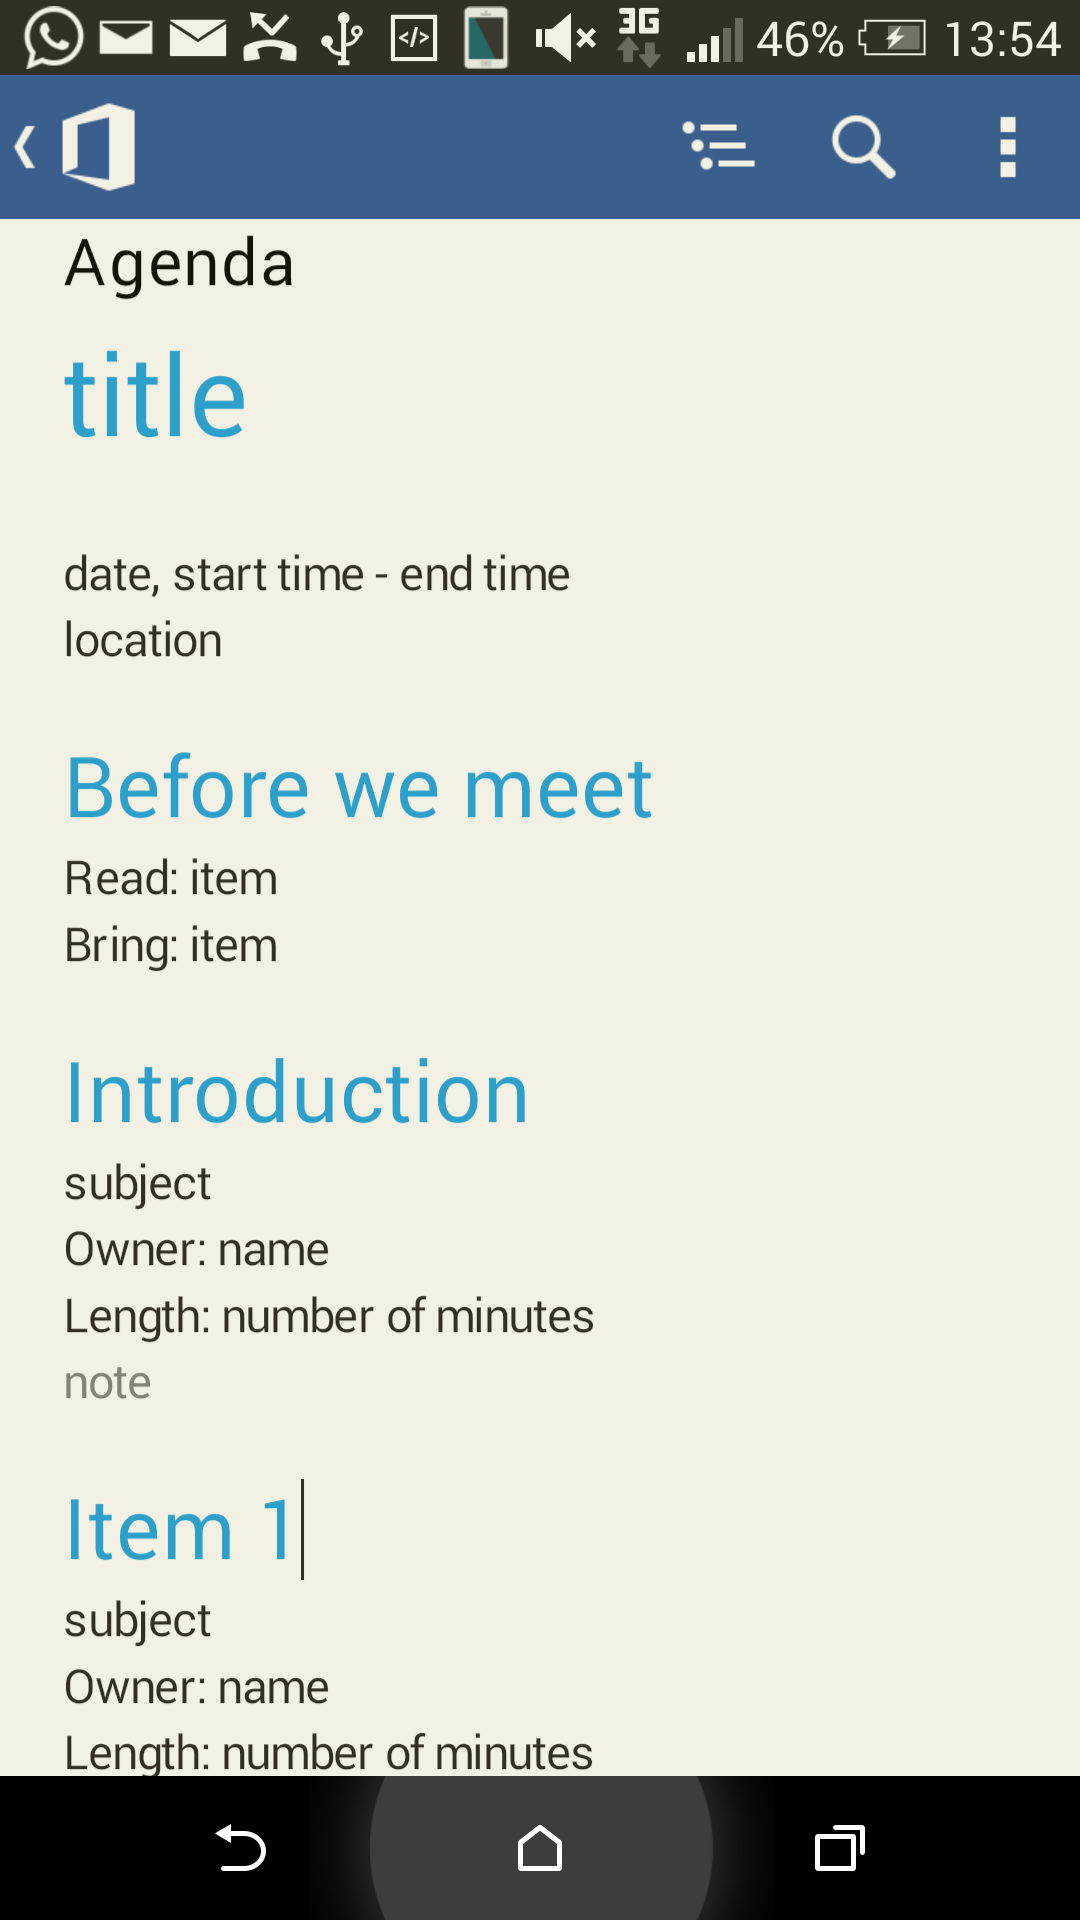 3G 46% 13:54
Agenda
title
date, start time - end time
location
Before we meet
Read: item
Bring: item
Introduction
subject
Owner: name
Length: number of minutes
note
Item 1
subject
Owner: name
Length: number of minutes